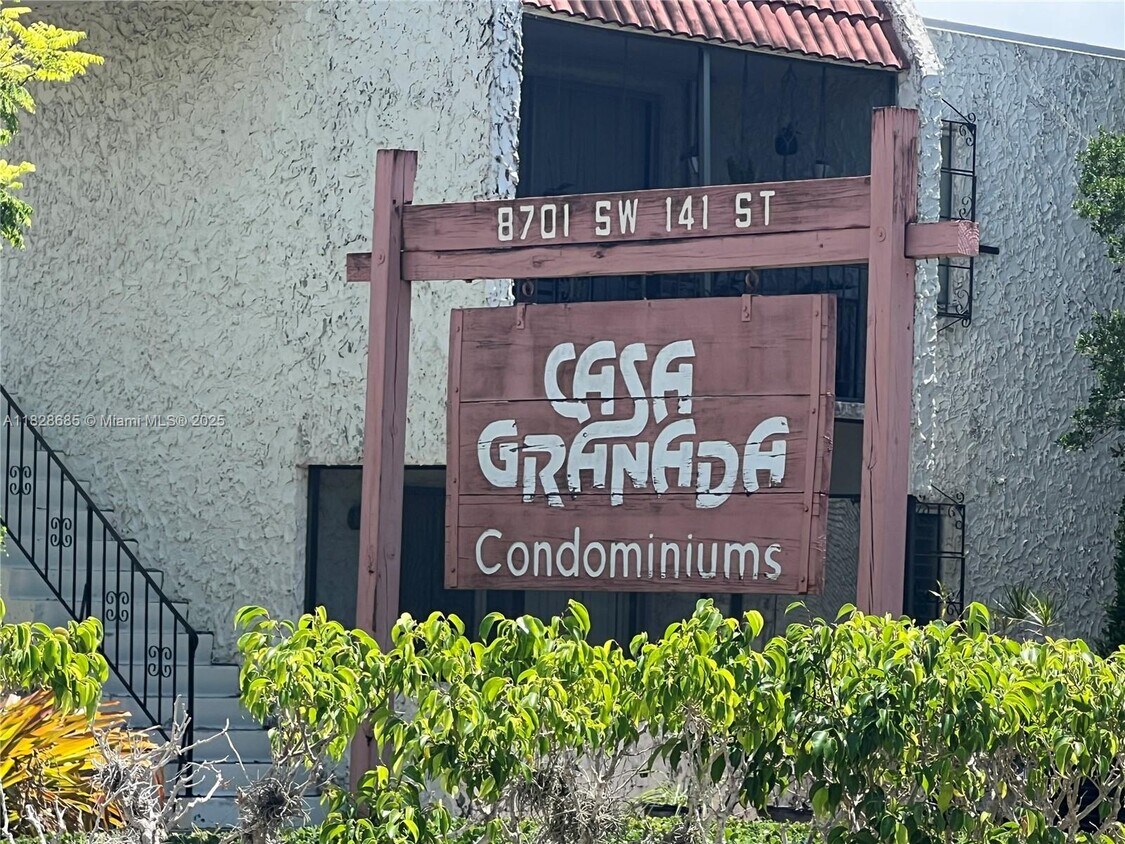 8701 SW 141 ST
CASA
GRANADA
Condominiums
A11828685 © Miami MLS® 2025